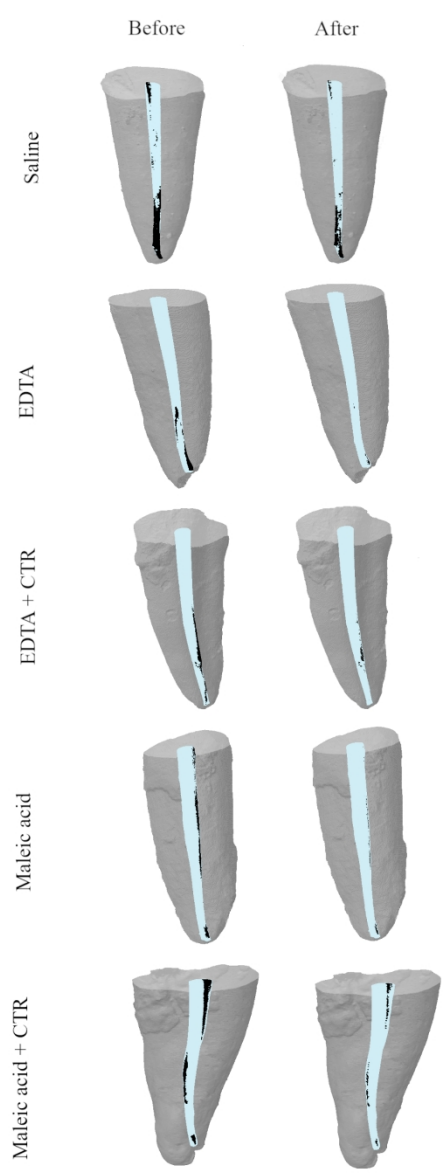 Before
After
Saline
EDTA
EDTA + CTR
Maleic acid
Maleic acid + CTR